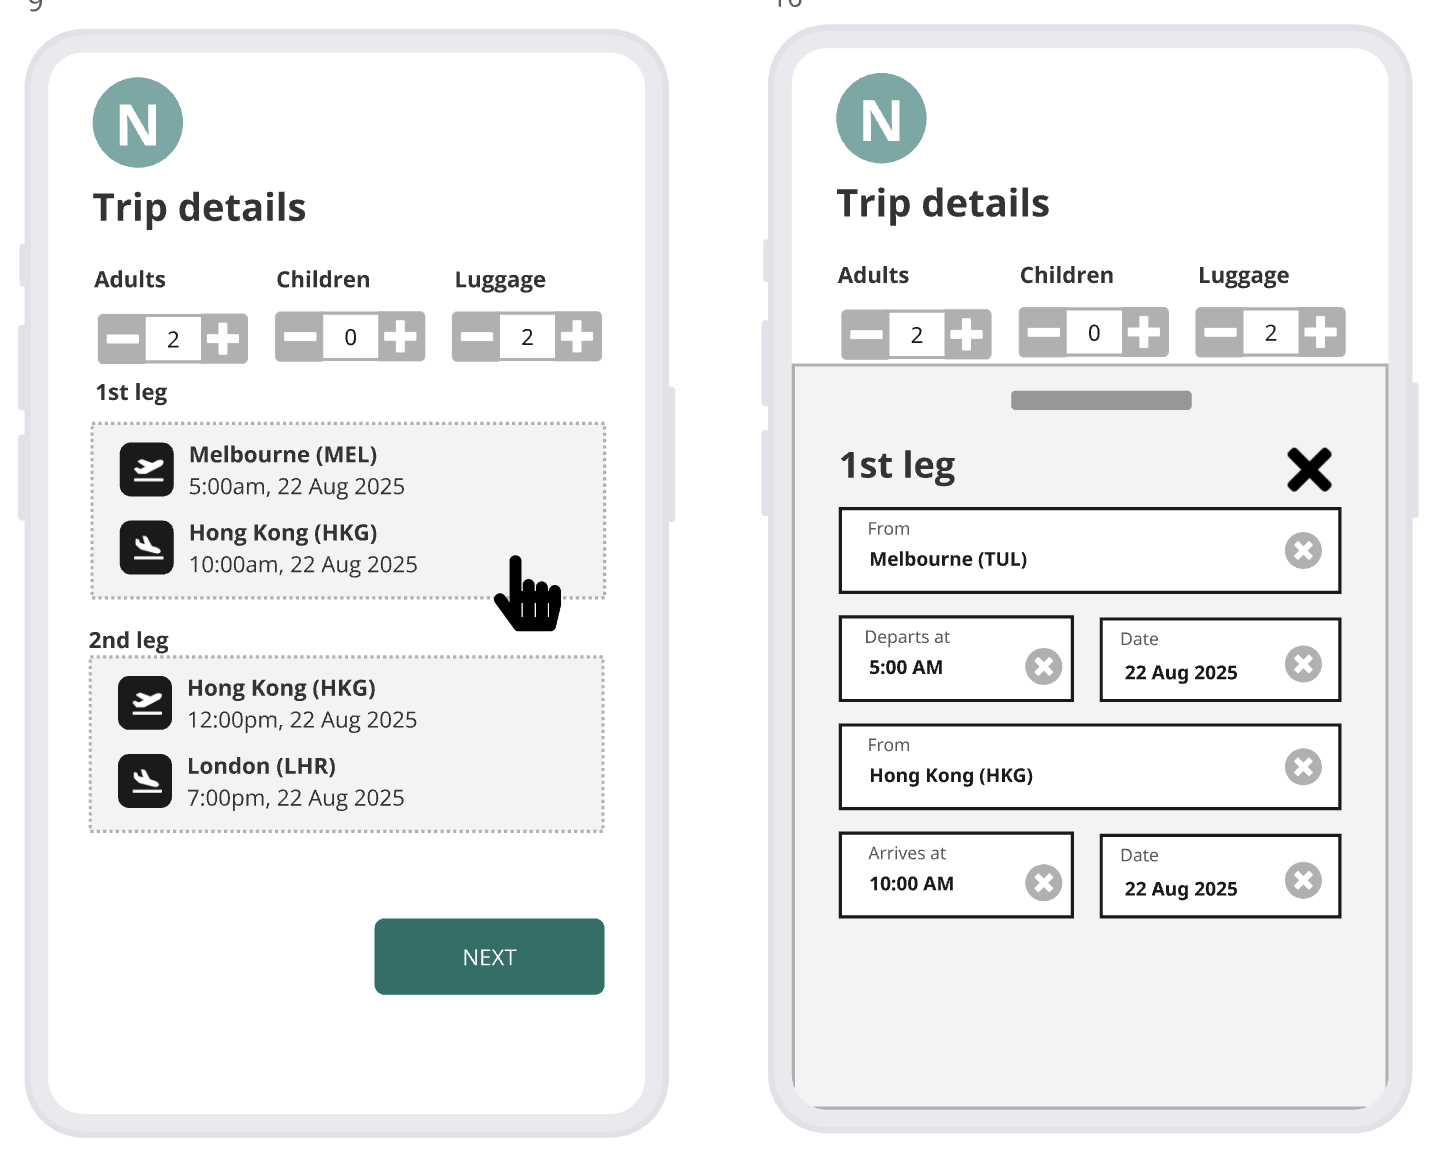 9
N
Trip details
Adults Children Luggage
2 0 2
1st leg
Melbourne (MEL)
5:00am, 22 Aug 2025
Hong Kong (HKG)
10:00am, 22 Aug 2025
2nd leg
Hong Kong (HKG)
12:00pm, 22 Aug 2025
London (LHR)
7:00pm, 22 Aug 2025
NEXT
10
N
Trip details
Adults Children Luggage
2 0 2
1st leg
From
Melbourne (TUL)
Departs at Date
5:00 AM 22 Aug 2025
From
Hong Kong (HKG)
Arrives at Date
10:00 AM 22 Aug 2025